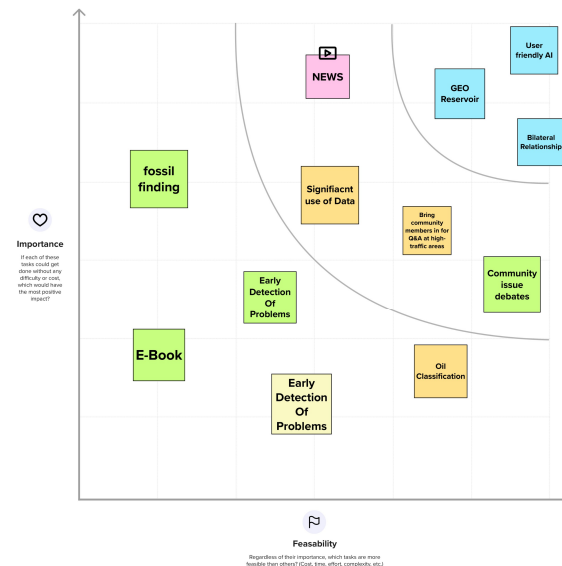 User
friendly AI
NEWS
GEO
Reservoir
Bilateral
Relationship
fossil
finding
Signifiacnt
use of Data
Bring
community
members in for
Q&A at high-
traffic areas
Importance
If each of these
tasks could get
done without any
difficulty or cost,
which would have
the most positive
impact?
Early
Detection
Of
Problems
Community
issue
debates
E-Book
Oil
Classification
Early
Detection
Of
Problems
Feasability
Regardless of their importance, which tasks are more
feasible than others? (Cost, time, effort, complexity, etc.)